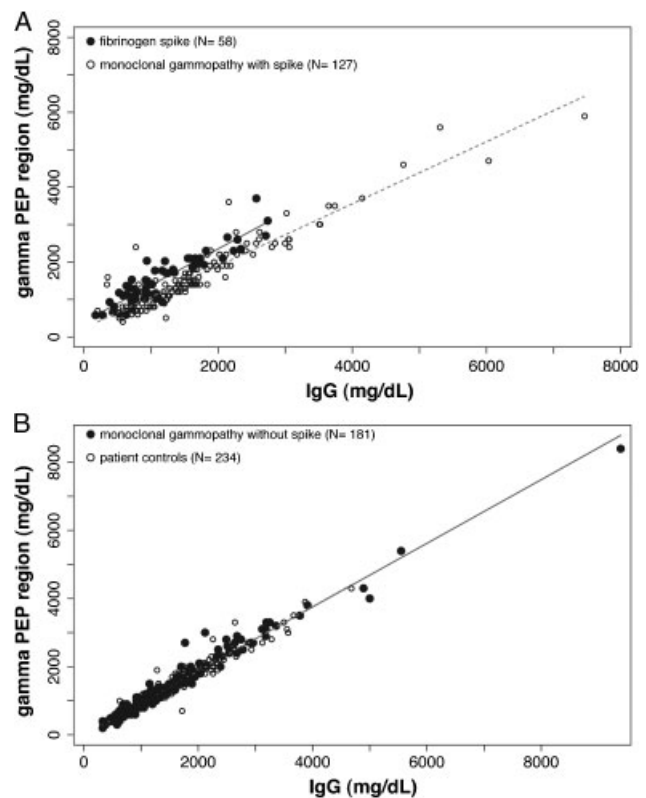 A
fibrinogen spike (N= 58)
monoclonal gammopathy with spike (N= 127)
gamma PEP region (mg/dL)
0 2000 4000 6000 8000
0 2000 4000 6000 8000
IgG (mg/dL)
B
monoclonal gammopathy without spike (N= 181)
patient controls (N= 234)
gamma PEP region (mg/dL)
0 2000 4000 6000 8000
0 2000 4000 6000 8000
IgG (mg/dL)